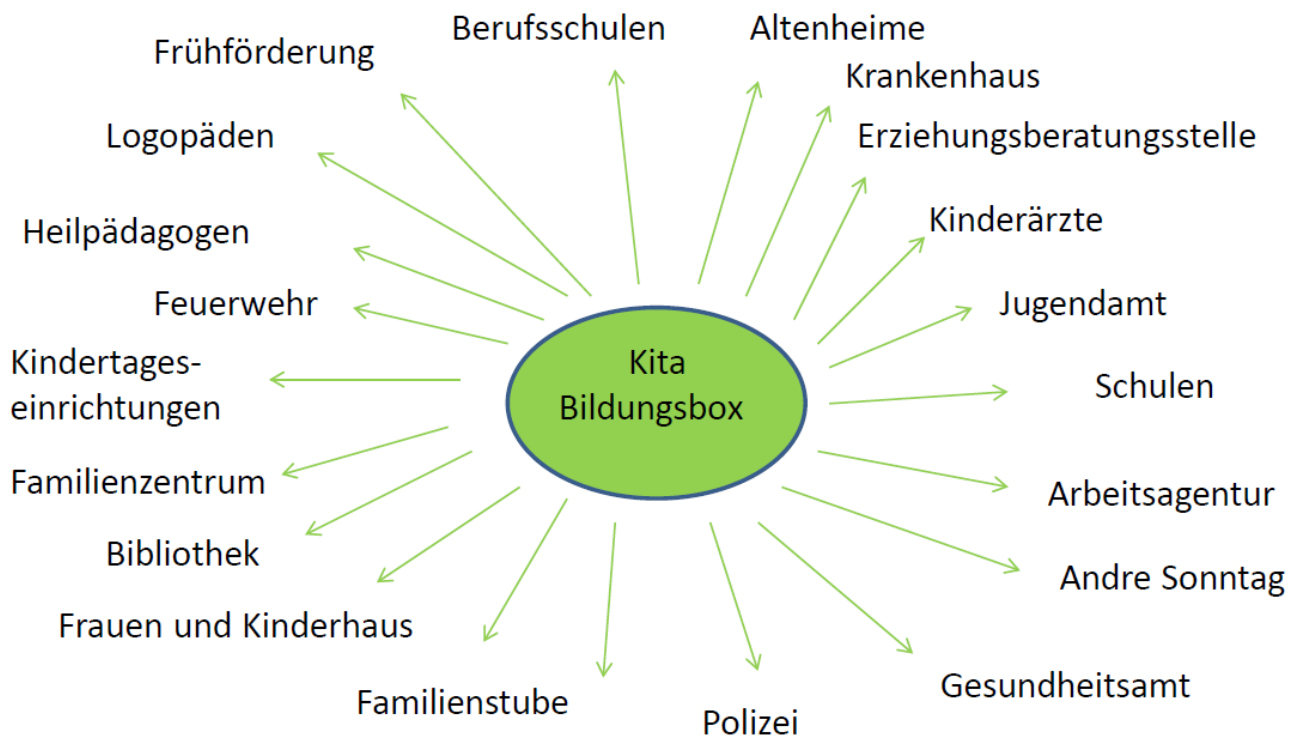 Berufsschulen
Altenheime
Frühförderung
Krankenhaus
Logopäden
Erziehungsberatungsstelle
Heilpädagogen
Kinderärzte
Feuerwehr
Jugendamt
Kindertages-
einrichtungen
Kita
Bildungsbox
Schulen
Familienzentrum
Arbeitsagentur
Bibliothek
Andre Sonntag
Frauen und Kinderhaus
Gesundheitsamt
Familienstube
Polizei